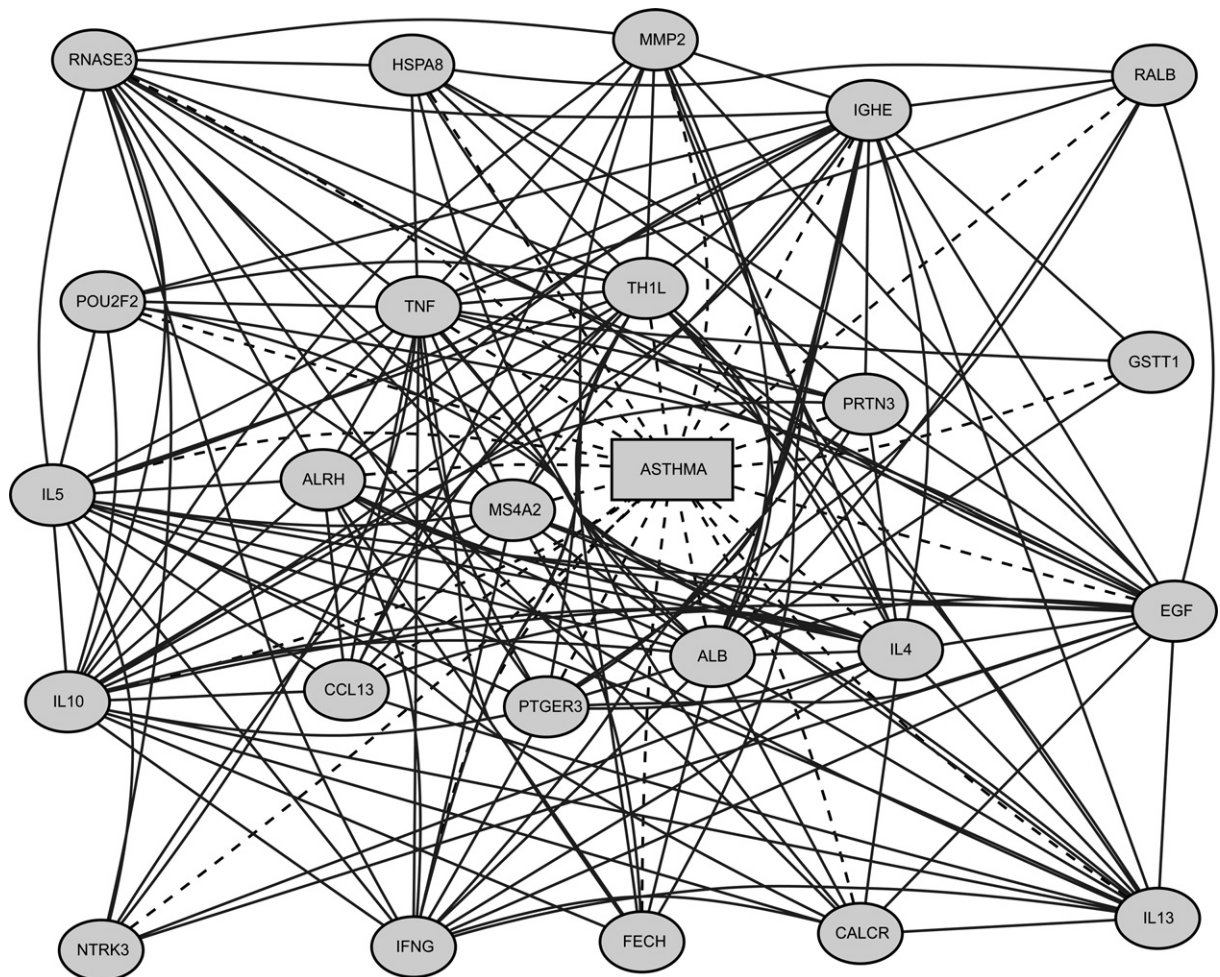 MMP2
RNASE3
HSPA8
RALB
IGHE
TH1L
POU2F2
TNF
GSTT1
PRTN3
ASTHMA
ALRH
IL5
MS4A2
EGF
IL4
ALB
CCL13
IL10
PTGER3
IL13
CALCR
FECH
IFNG
NTRK3